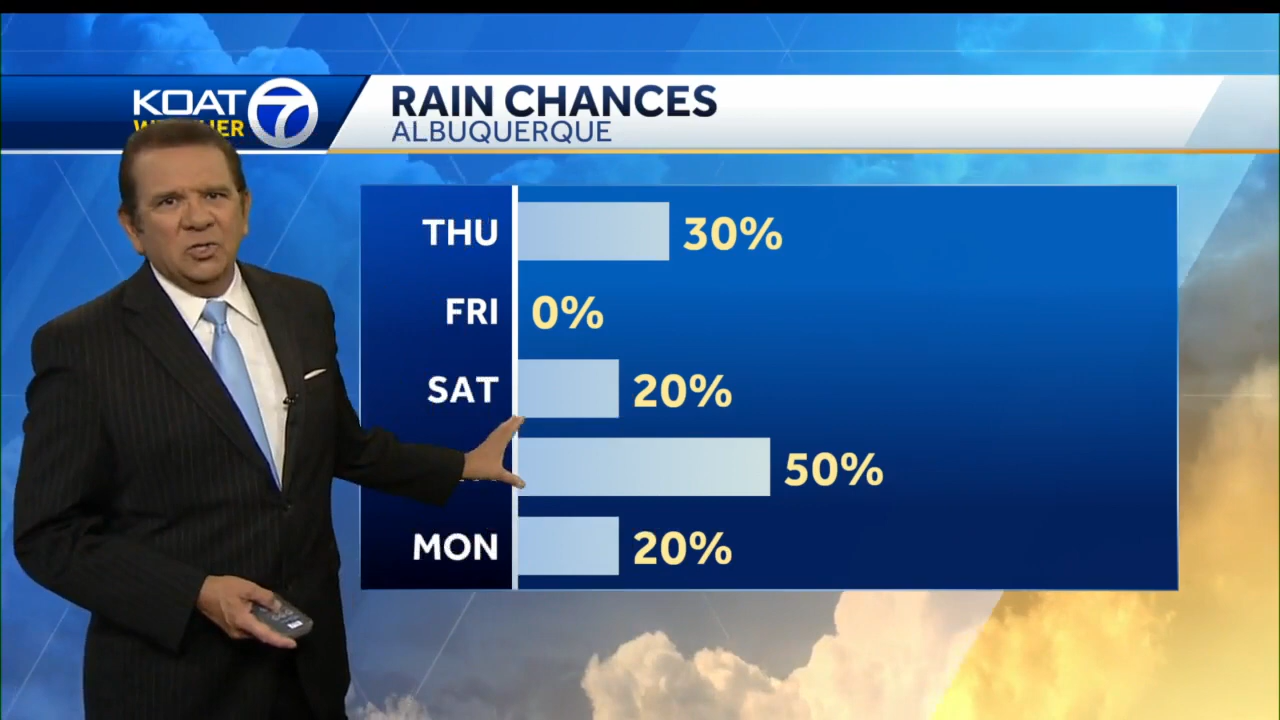 KOAT 7
RAIN CHANCES
ALBUQUERQUE
THU 30%
FRI 0%
SAT 20%
50%
MON 20%